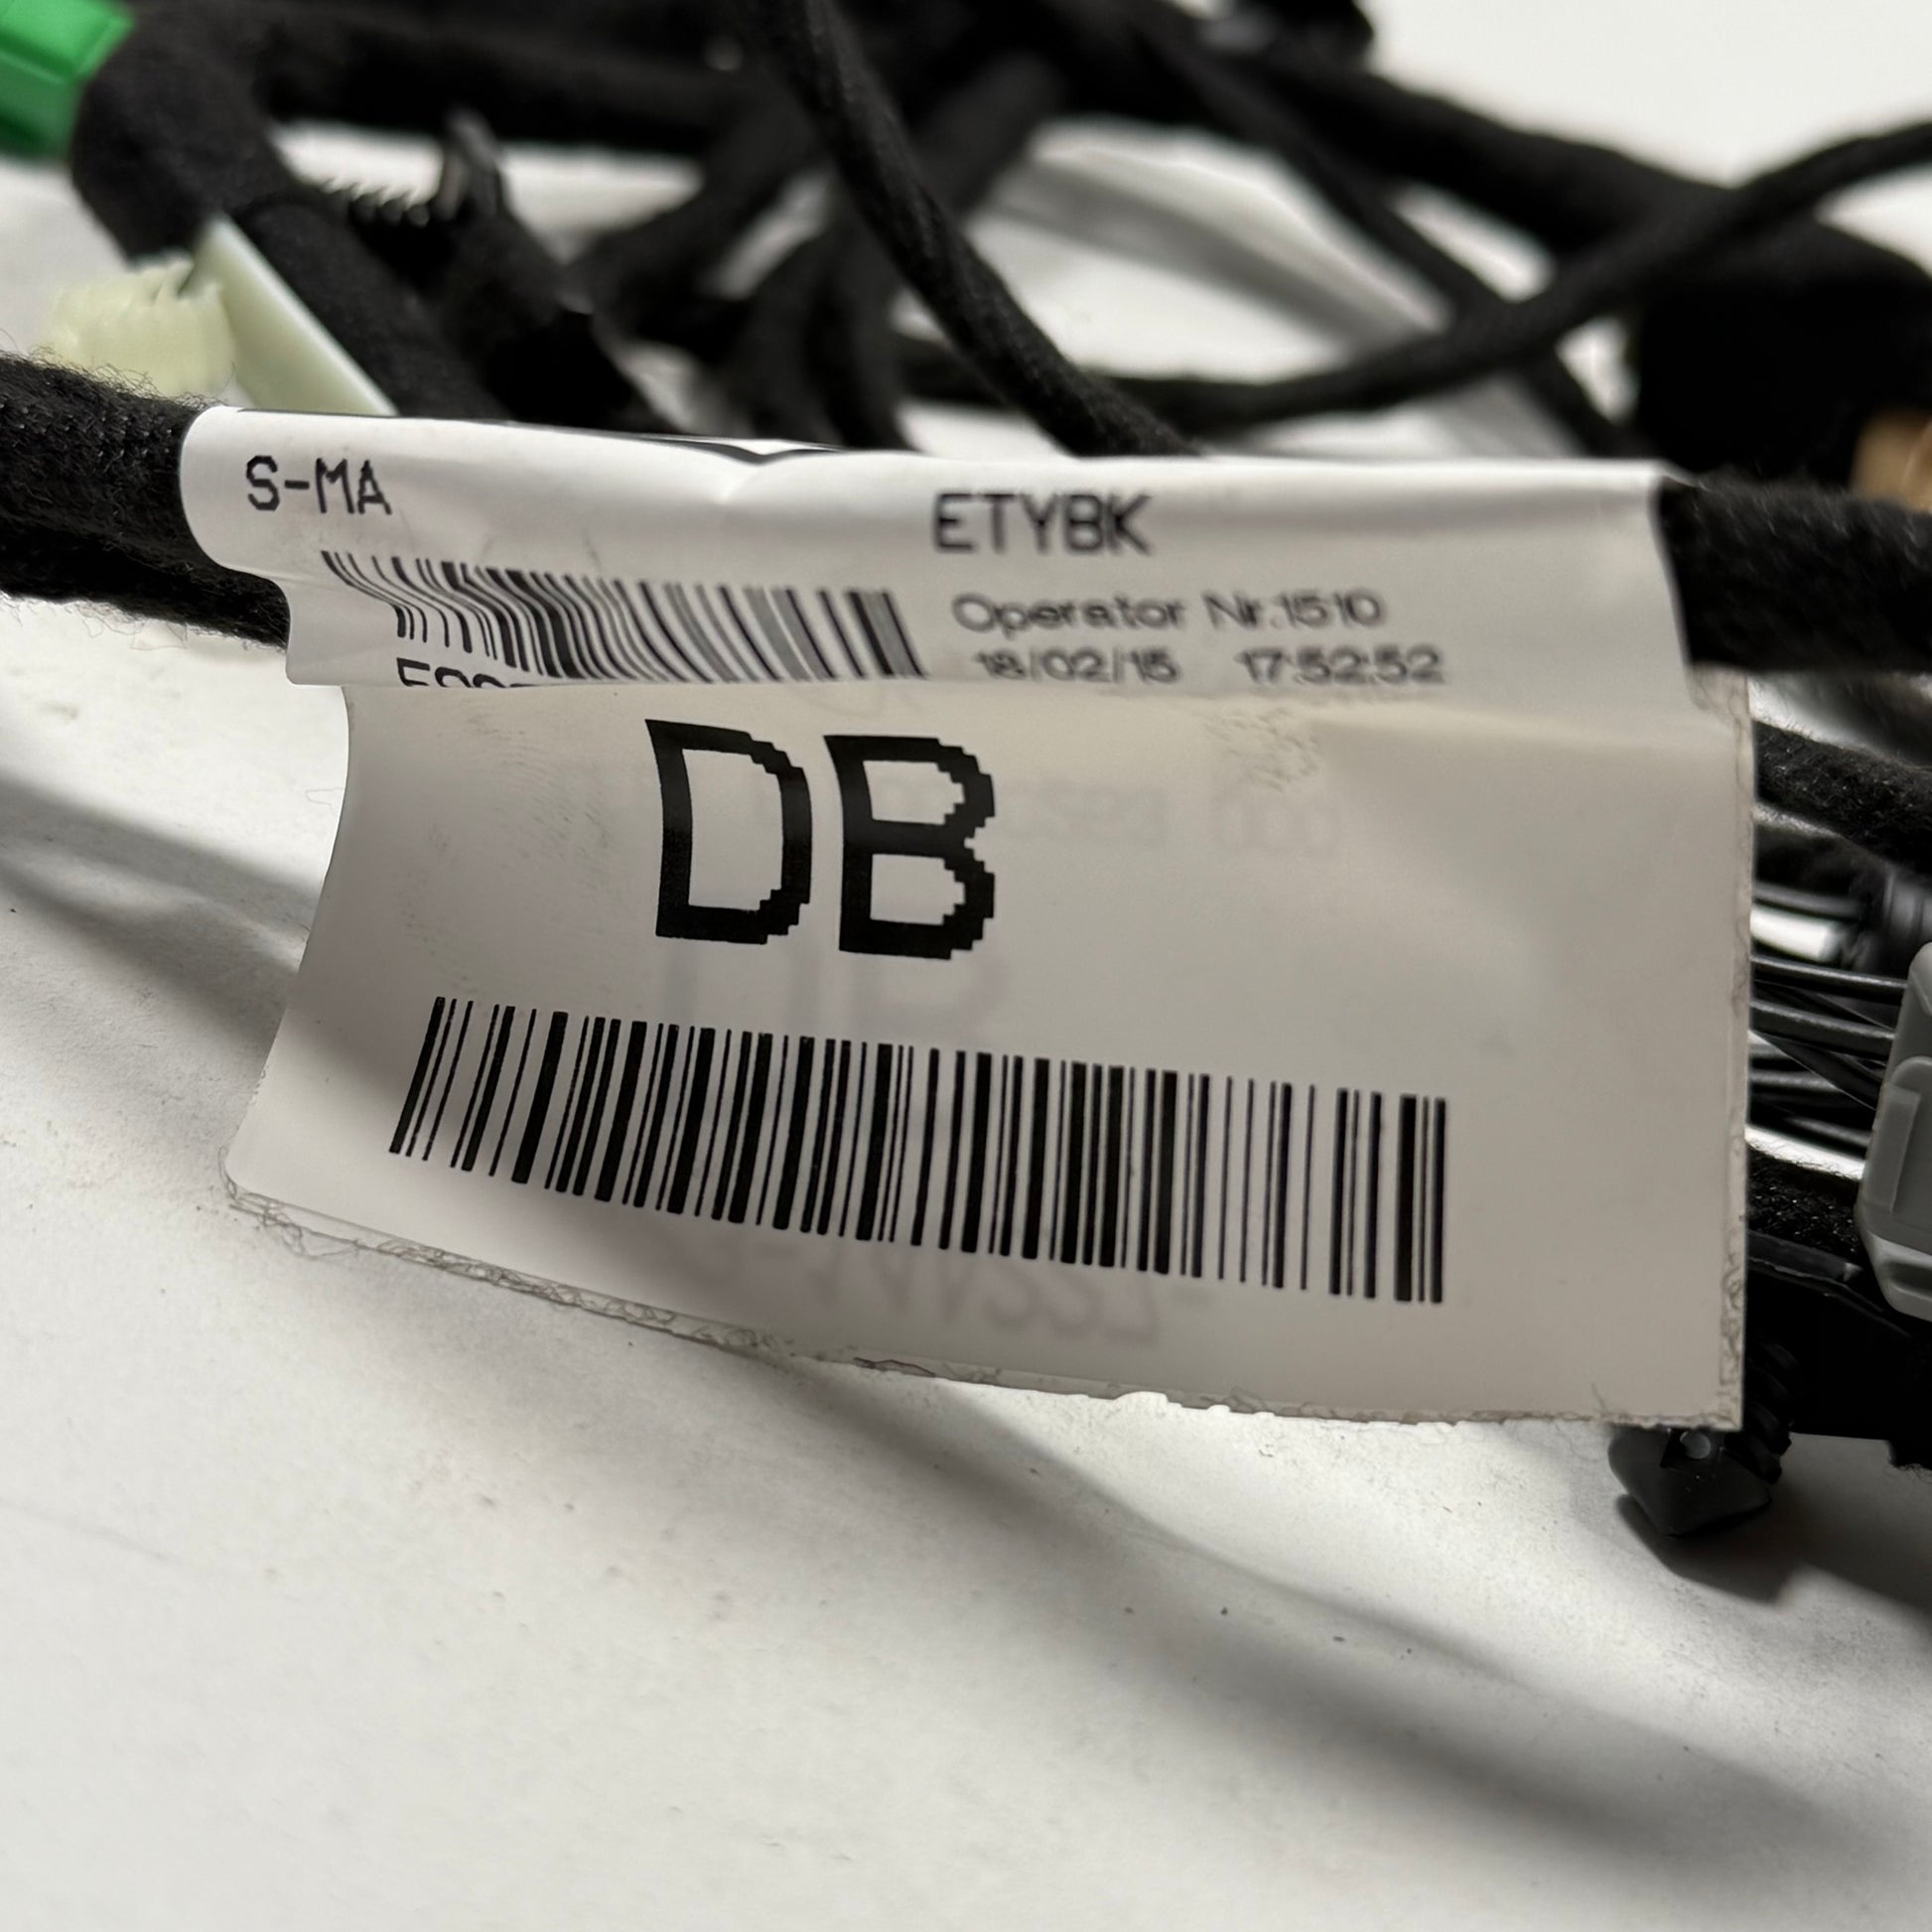 S-MA
ETYBK
Operator Nr.:1510
18/02/15 17:52:52
DB